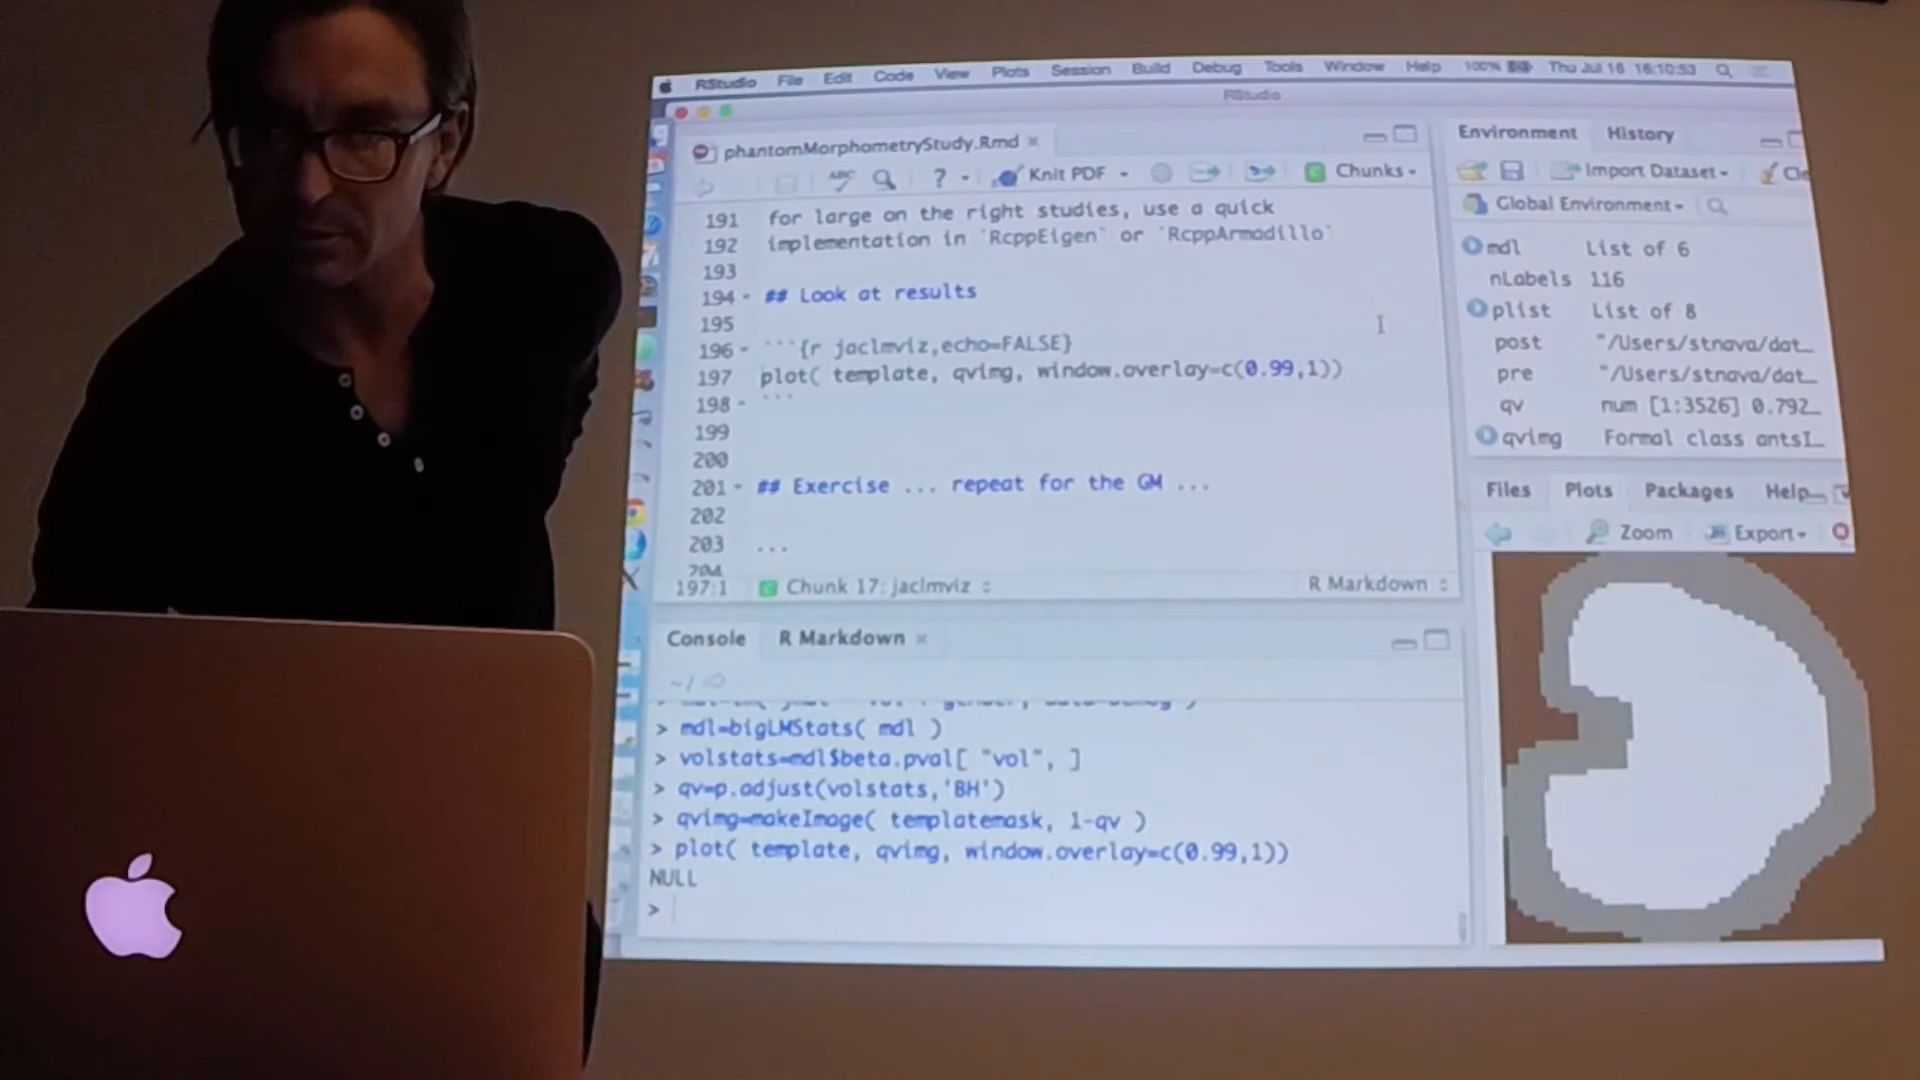 RStudio File Edit Code View Plots Session Build Debug Tools Window Help 100% Thu Jul 16 16:10:53
RStudio
phantomMorphometryStudy.Rmd
ABC ? Knit PDF Chunks
191 for large on the right studies, use a quick
192 implementation in `RcppEigen` or `RcppArmadillo`
193
194 ## Look at results
195
196 ```{r jaclmviz,echo=FALSE}
197 plot( template, qvimg, window.overlay=c(0.99,1))
198 ```
199
200
201 ## Exercise ... repeat for the GM ...
202
203 ...
204
197:1 Chunk 17: jaclmviz R Markdown
Console R Markdown
~/
> mdl=bigLMStats( mdl )
> volstats=mdl$beta.pval[ "vol", ]
> qv=p.adjust(volstats,'BH')
> qvimg=makeImage( templatemask, 1-qv )
> plot( template, qvimg, window.overlay=c(0.99,1))
NULL
>
Environment History
Import Dataset Cle
Global Environment
mdl List of 6
nLabels 116
plist List of 8
post "/Users/stnava/dat…
pre "/Users/stnava/dat…
qv num [1:3526] 0.792…
qvimg Formal class antsI…
Files Plots Packages Help
Zoom Export